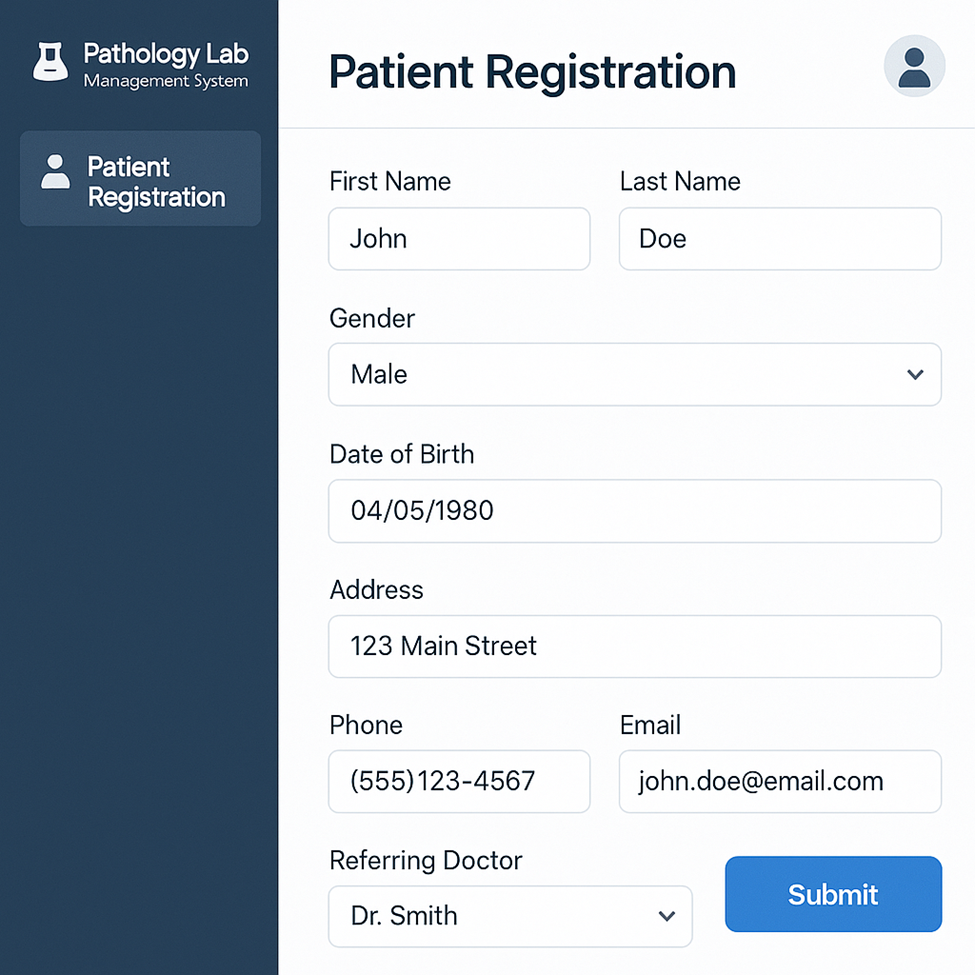 Pathology Lab
Management System
Patient
Registration
Patient Registration
First Name
Last Name
John
Doe
Gender
Male
Date of Birth
04/05/1980
Address
123 Main Street
Phone
Email
(555)123-4567
john.doe@email.com
Referring Doctor
Dr. Smith
Submit